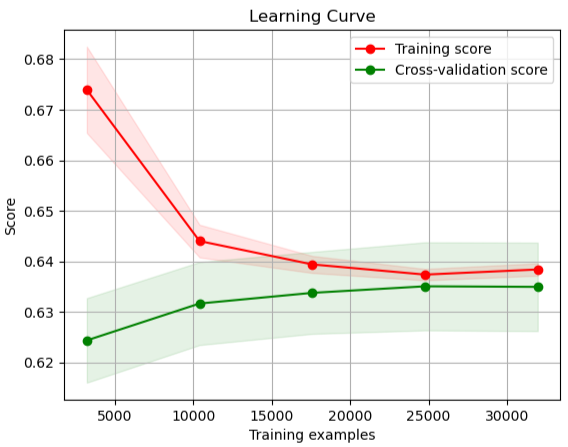 Learning Curve
Training score
Cross-validation score
0.68
0.67
0.66
0.65
0.64
0.63
0.62
Score
5000 10000 15000 20000 25000 30000
Training examples